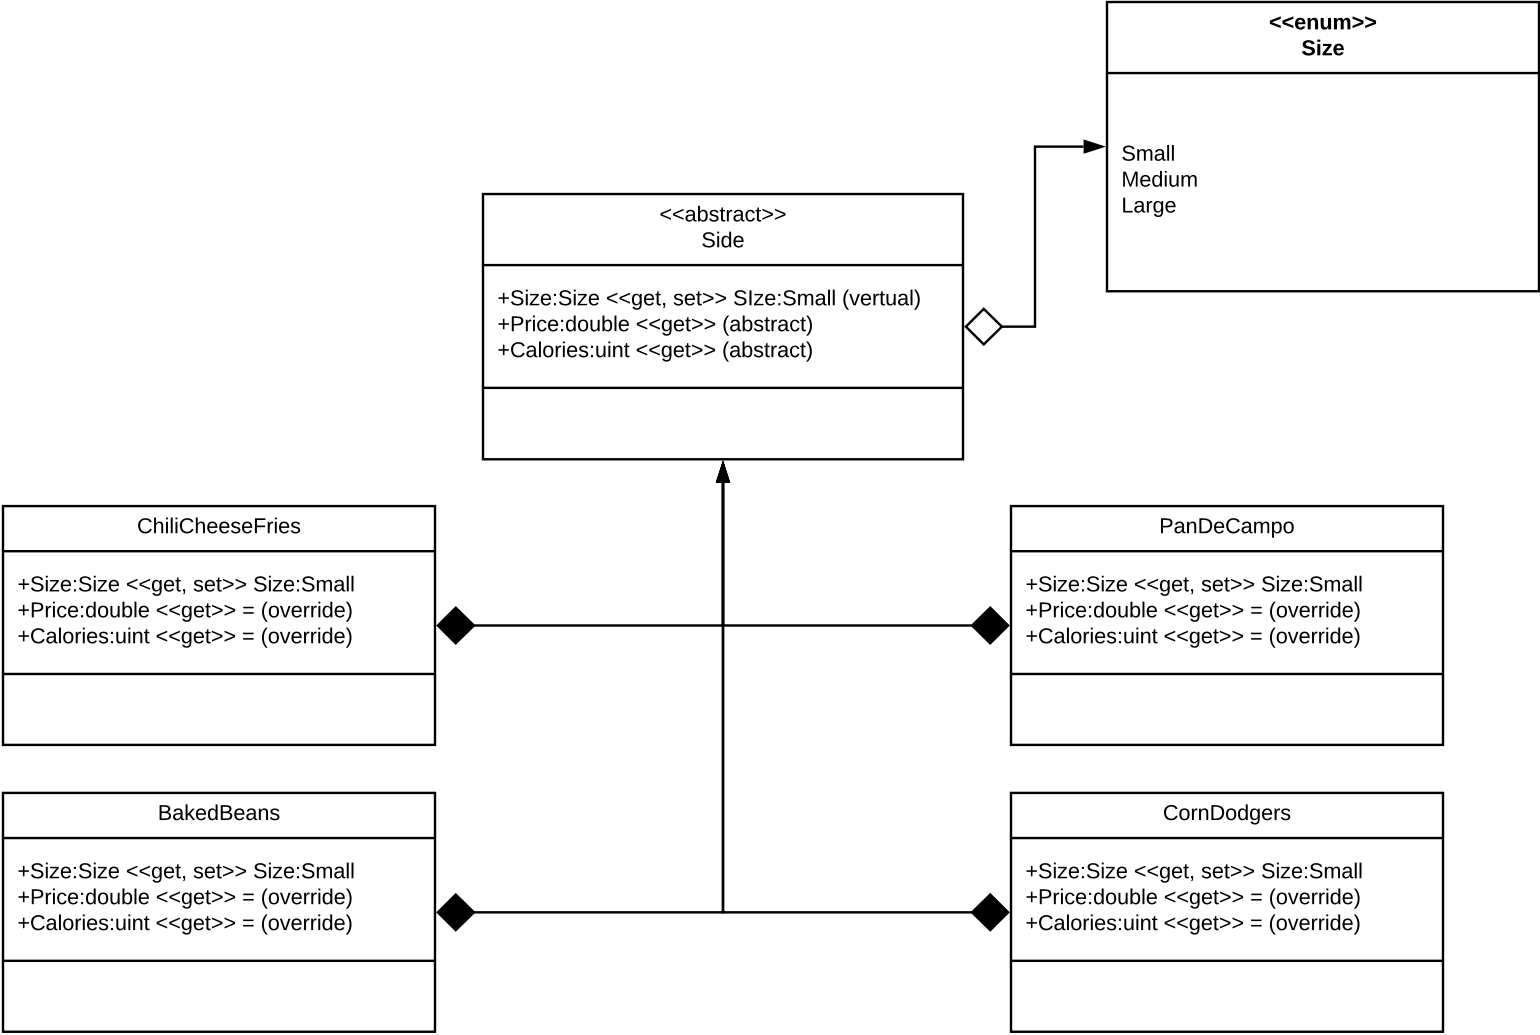 <<enum>>
Size
Small
Medium
Large
<<abstract>>
Side
+Size:Size <<get, set>> SIze:Small (vertual)
+Price:double <<get>> (abstract)
+Calories:uint <<get>> (abstract)
ChiliCheeseFries
+Size:Size <<get, set>> Size:Small
+Price:double <<get>> = (override)
+Calories:uint <<get>> = (override)
PanDeCampo
+Size:Size <<get, set>> Size:Small
+Price:double <<get>> = (override)
+Calories:uint <<get>> = (override)
BakedBeans
+Size:Size <<get, set>> Size:Small
+Price:double <<get>> = (override)
+Calories:uint <<get>> = (override)
CornDodgers
+Size:Size <<get, set>> Size:Small
+Price:double <<get>> = (override)
+Calories:uint <<get>> = (override)